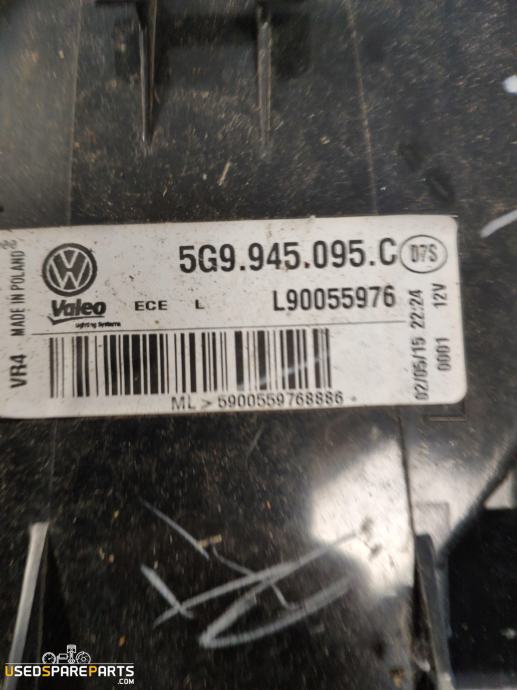 5G9.945.095.C
D7S
MADE IN POLAND
VR4
Valeo
Lighting Systems
ECE L L90055976
02/05/15 22:24
0001 12V
ML>5900559768886
USEDSPAREPARTS
.COM